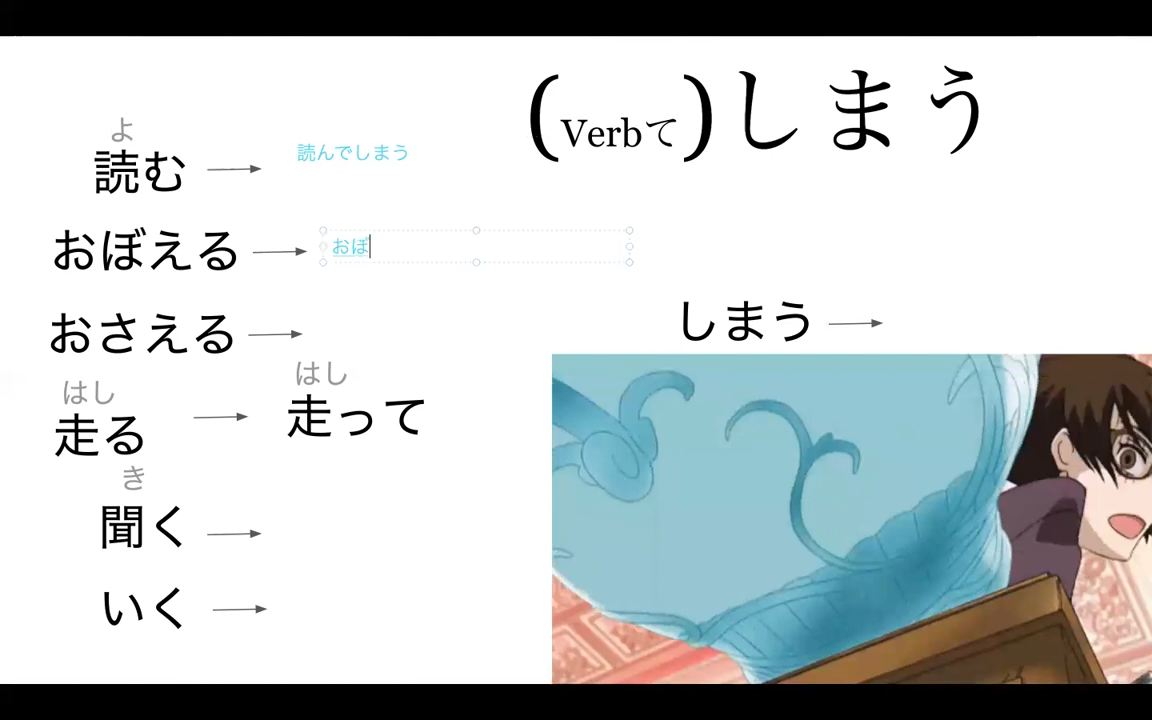 (Verbて)しまう
よ
読む
読んでしまう
おぼえる
おぼ
おさえる
しまう
はし
走る
はし
走って
き
聞く
いく